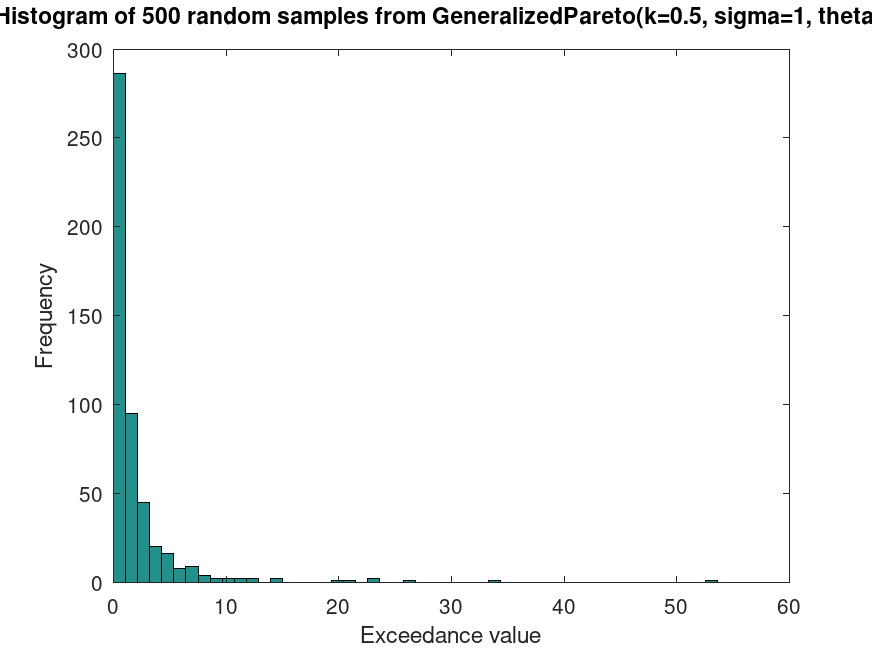 Histogram of 500 random samples from GeneralizedPareto(k=0.5, sigma=1, theta
300
250
200
150
100
50
0
Frequency
0 10 20 30 40 50 60
Exceedance value